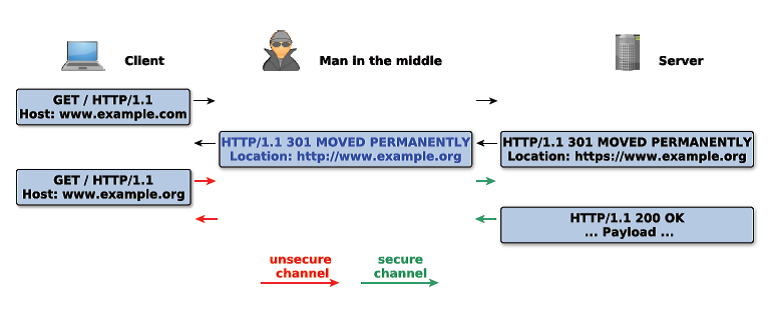 Client
Man in the middle
Server
GET / HTTP/1.1
Host: www.example.com
HTTP/1.1 301 MOVED PERMANENTLY
Location: http://www.example.org
HTTP/1.1 301 MOVED PERMANENTLY
Location: https://www.example.org
GET / HTTP/1.1
Host: www.example.org
HTTP/1.1 200 OK
... Payload ...
unsecure
channel
secure
channel